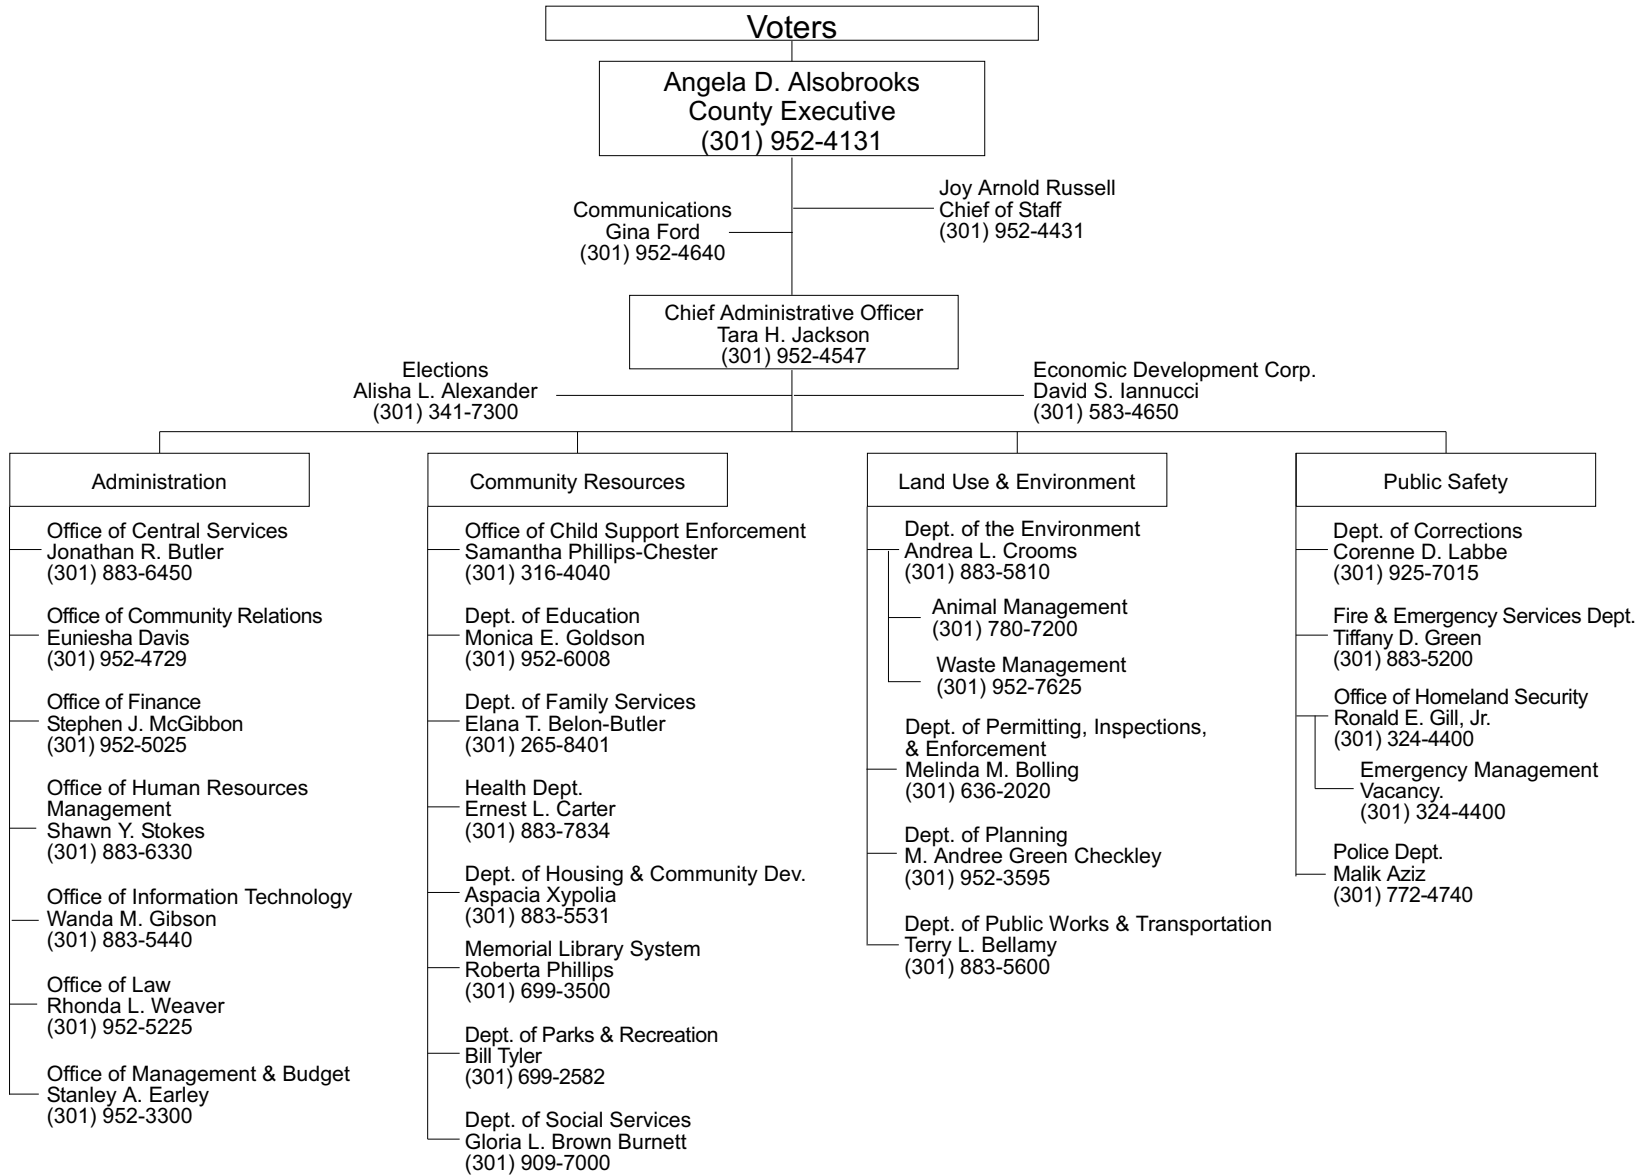 Voters
Angela D. Alsobrooks
County Executive
(301) 952-4131
Joy Arnold Russell
Chief of Staff
(301) 952-4431
Communications
Gina Ford
(301) 952-4640
Chief Administrative Officer
Tara H. Jackson
(301) 952-4547
Elections
Alisha L. Alexander
(301) 341-7300
Economic Development Corp.
David S. Iannucci
(301) 583-4650
Administration
Office of Central Services
Jonathan R. Butler
(301) 883-6450
Office of Community Relations
Euniesha Davis
(301) 952-4729
Office of Finance
Stephen J. McGibbon
(301) 952-5025
Office of Human Resources
Management
Shawn Y. Stokes
(301) 883-6330
Office of Information Technology
Wanda M. Gibson
(301) 883-5440
Office of Law
Rhonda L. Weaver
(301) 952-5225
Office of Management & Budget
Stanley A. Earley
(301) 952-3300
Community Resources
Office of Child Support Enforcement
Samantha Phillips-Chester
(301) 316-4040
Dept. of Education
Monica E. Goldson
(301) 952-6008
Dept. of Family Services
Elana T. Belon-Butler
(301) 265-8401
Health Dept.
Ernest L. Carter
(301) 883-7834
Dept. of Housing & Community Dev.
Aspacia Xypolia
(301) 883-5531
Memorial Library System
Roberta Phillips
(301) 699-3500
Dept. of Parks & Recreation
Bill Tyler
(301) 699-2582
Dept. of Social Services
Gloria L. Brown Burnett
(301) 909-7000
Land Use & Environment
Dept. of the Environment
Andrea L. Crooms
(301) 883-5810
Animal Management
(301) 780-7200
Waste Management
(301) 952-7625
Dept. of Permitting, Inspections,
& Enforcement
Melinda M. Bolling
(301) 636-2020
Dept. of Planning
M. Andree Green Checkley
(301) 952-3595
Dept. of Public Works & Transportation
Terry L. Bellamy
(301) 883-5600
Public Safety
Dept. of Corrections
Corenne D. Labbe
(301) 925-7015
Fire & Emergency Services Dept.
Tiffany D. Green
(301) 883-5200
Office of Homeland Security
Ronald E. Gill, Jr.
(301) 324-4400
Emergency Management
Vacancy.
(301) 324-4400
Police Dept.
Malik Aziz
(301) 772-4740